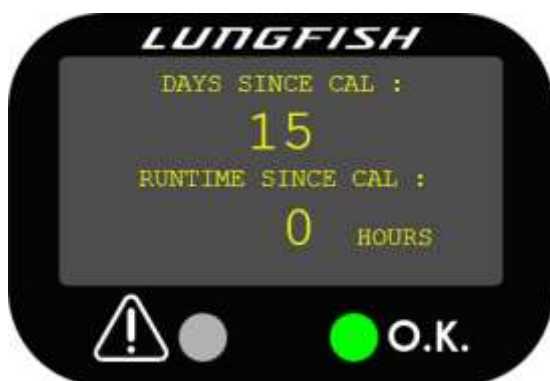 LUNGFISH
DAYS SINCE CAL :
15
RUNTIME SINCE CAL :
0 HOURS
O.K.